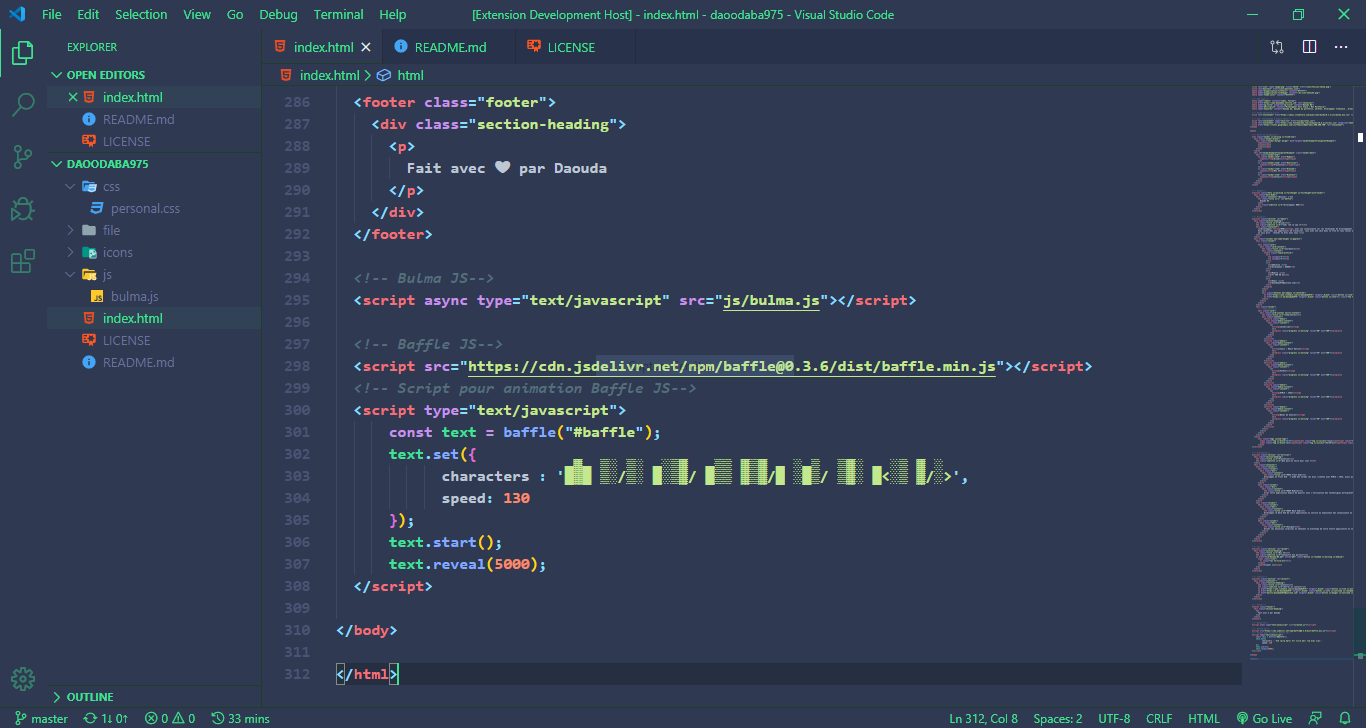 File Edit Selection View Go Debug Terminal Help
[Extension Development Host] - index.html - daoodaba975 - Visual Studio Code
EXPLORER
OPEN EDITORS
index.html
README.md
LICENSE
DAOODABA975
css
personal.css
file
icons
js
bulma.js
index.html
LICENSE
README.md
OUTLINE
index.html README.md LICENSE
index.html > html
286 <footer class="footer">
287 <div class="section-heading">
288 <p>
289 Fait avec 🤍 par Daouda
290 </p>
291 </div>
292 </footer>
293
294 <!-- Bulma JS-->
295 <script async type="text/javascript" src="js/bulma.js"></script>
296
297 <!-- Baffle JS-->
298 <script src="https://cdn.jsdelivr.net/npm/baffle@0.3.6/dist/baffle.min.js"></script>
299 <!-- Script pour animation Baffle JS-->
300 <script type="text/javascript">
301 const text = baffle("#baffle");
302 text.set({
303 characters : '█▓█ ▒░/▒░ █░▒▓/ █▒▒ ▓▒▓/█ ░█▒/ ▒▓░ █<░▒ ▓/░>',
304 speed: 130
305 });
306 text.start();
307 text.reveal(5000);
308 </script>
309
310 </body>
311
312 </html>
master 1↓ 0↑ 0 0 33 mins Ln 312, Col 8 Spaces: 2 UTF-8 CRLF HTML Go Live